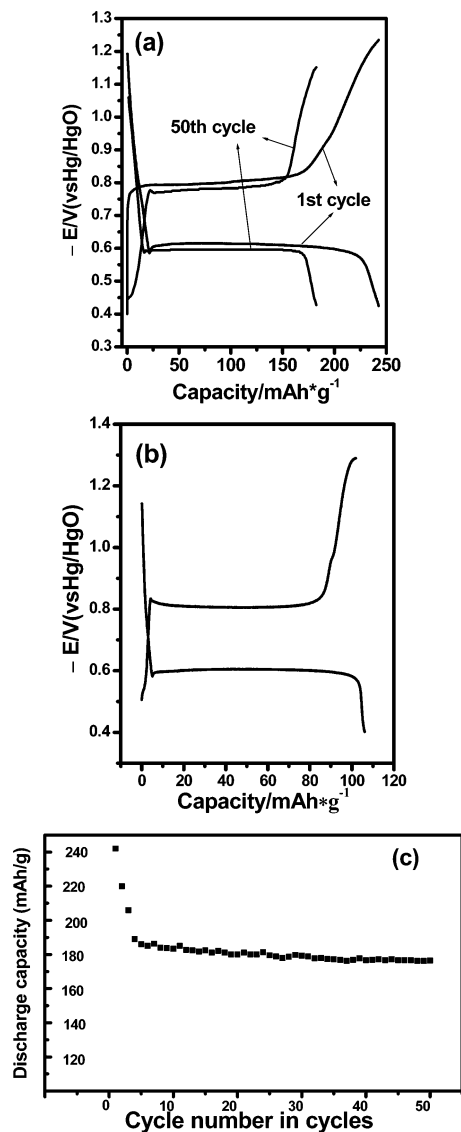 (a)
1.3
1.2
1.1
1.0
0.9
0.8
0.7
0.6
0.5
0.4
0.3
− E/V(vsHg/HgO)
50th cycle
1st cycle
0 50 100 150 200 250
Capacity/mAh*g⁻¹
(b)
1.4
1.2
1.0
0.8
0.6
0.4
− E/V(vsHg/HgO)
0 20 40 60 80 100 120
Capacity/mAh*g⁻¹
(c)
240
220
200
180
160
140
120
Discharge capacity (mAh/g)
0 10 20 30 40 50
Cycle number in cycles